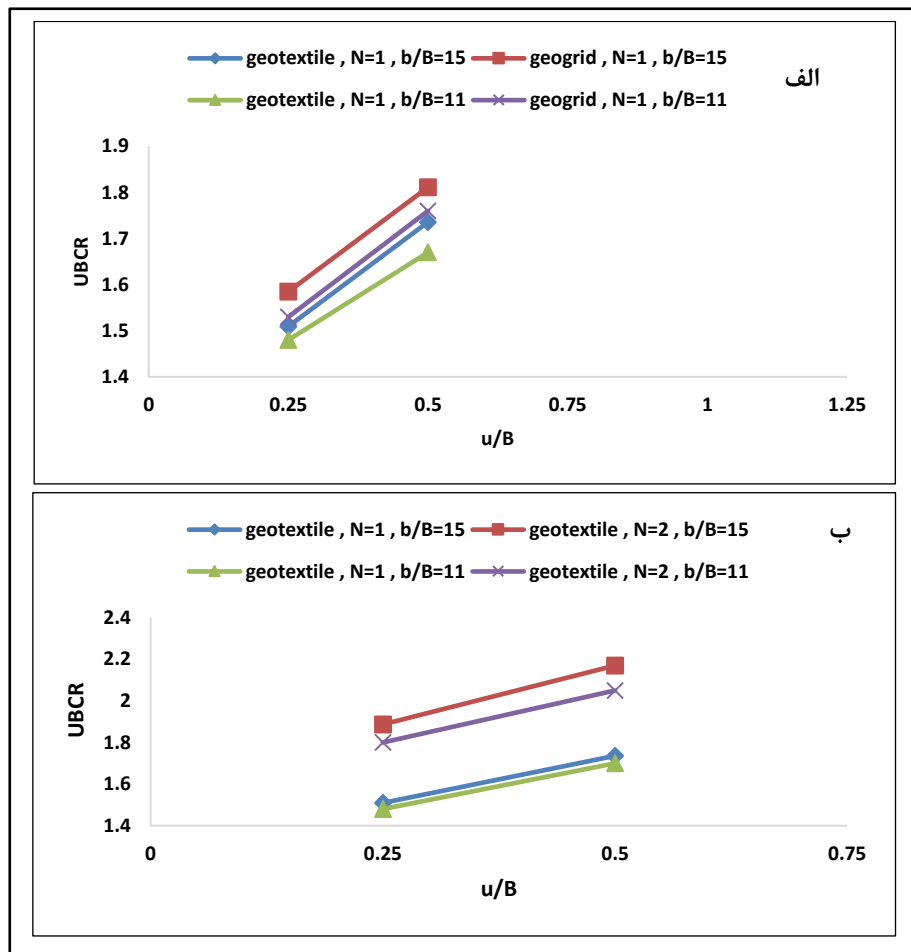 geotextile , N=1 , b/B=15 geogrid , N=1 , b/B=15
الف
geotextile , N=1 , b/B=11 geogrid , N=1 , b/B=11
1.9
1.8
1.7
1.6
1.5
1.4
UBCR
0 0.25 0.5 0.75 1 1.25
u/B
geotextile , N=1 , b/B=15 geotextile , N=2 , b/B=15
ب
geotextile , N=1 , b/B=11 geotextile , N=2 , b/B=11
2.4
2.2
2
1.8
1.6
1.4
UBCR
0 0.25 0.5 0.75
u/B